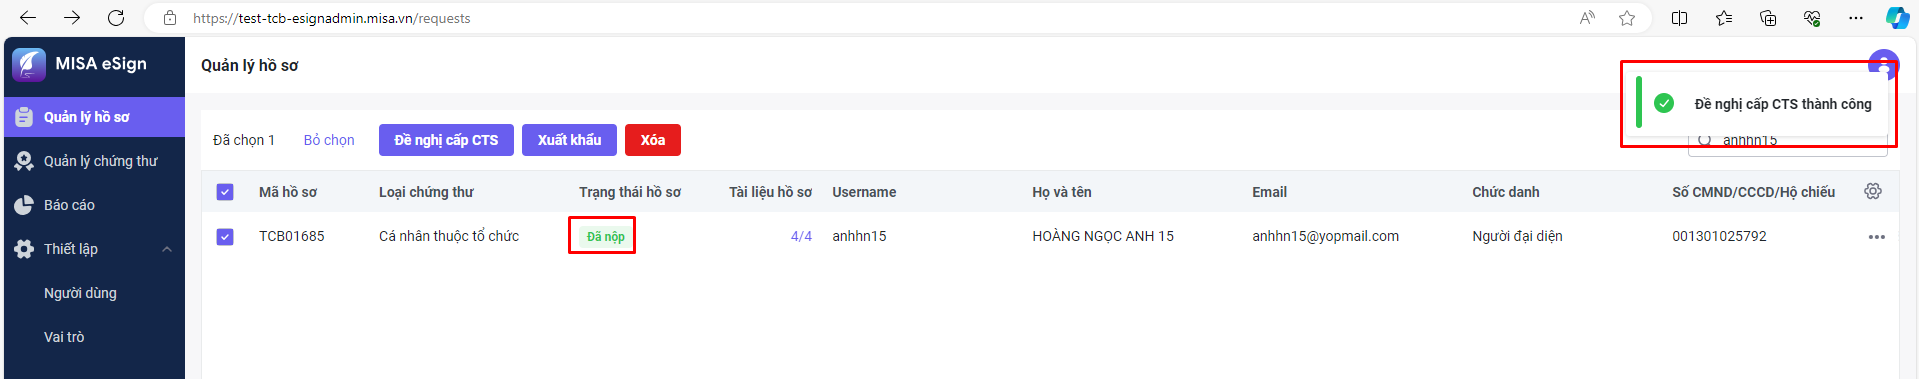 https://test-tcb-esignadmin.misa.vn/requests
MISA eSign
Quản lý hồ sơ
Quản lý chứng thư
Báo cáo
Thiết lập
Người dùng
Vai trò
Quản lý hồ sơ
Đề nghị cấp CTS thành công
Đã chọn 1 Bỏ chọn Đề nghị cấp CTS Xuất khẩu Xóa anhhn15
Mã hồ sơ Loại chứng thư Trạng thái hồ sơ Tài liệu hồ sơ Username Họ và tên Email Chức danh Số CMND/CCCD/Hộ chiếu
TCB01685 Cá nhân thuộc tổ chức Đã nộp 4/4 anhhn15 HOÀNG NGỌC ANH 15 anhhn15@yopmail.com Người đại diện 001301025792